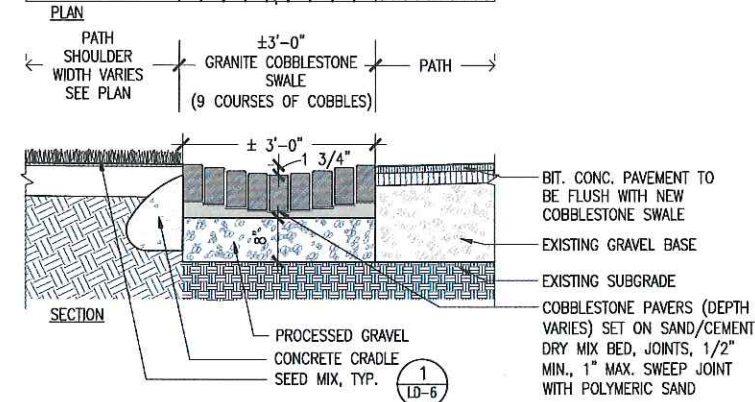 PLAN
PATH
SHOULDER
WIDTH VARIES
SEE PLAN
±3'-0"
GRANITE COBBLESTONE
SWALE
(9 COURSES OF COBBLES)
PATH
± 3'-0"
1 3/4"
8"
BIT. CONC. PAVEMENT TO
BE FLUSH WITH NEW
COBBLESTONE SWALE
EXISTING GRAVEL BASE
EXISTING SUBGRADE
COBBLESTONE PAVERS (DEPTH
VARIES) SET ON SAND/CEMENT
DRY MIX BED, JOINTS, 1/2"
MIN., 1" MAX. SWEEP JOINT
WITH POLYMERIC SAND
SECTION
PROCESSED GRAVEL
CONCRETE CRADLE
SEED MIX, TYP.
1
LD-6